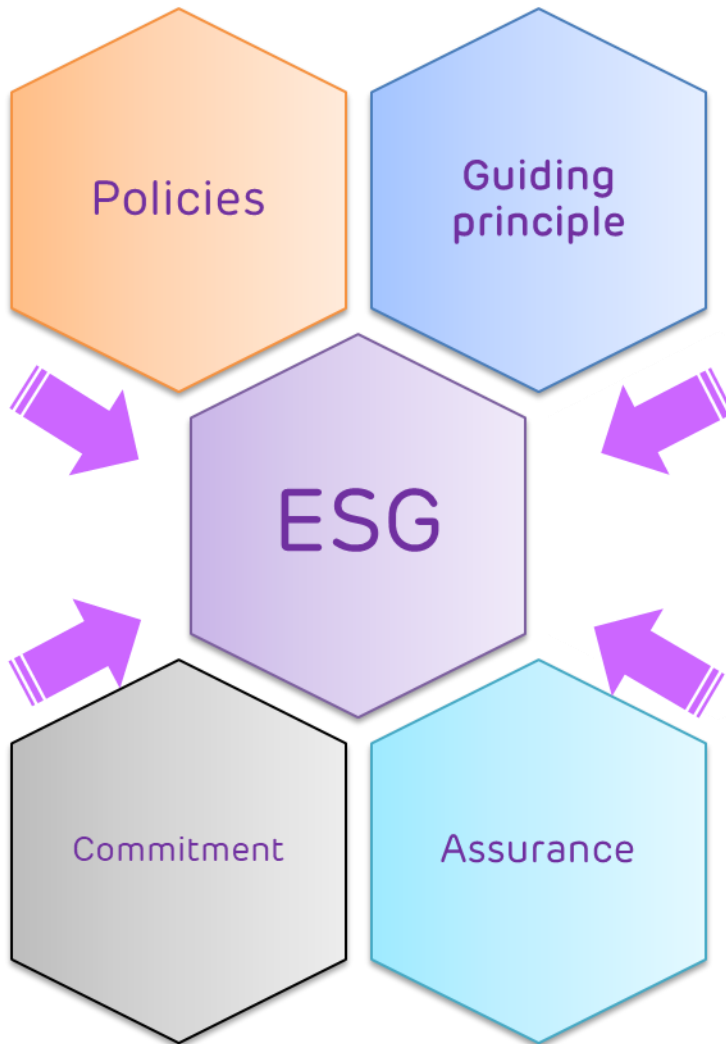 Policies
Guiding
principle
ESG
Commitment
Assurance